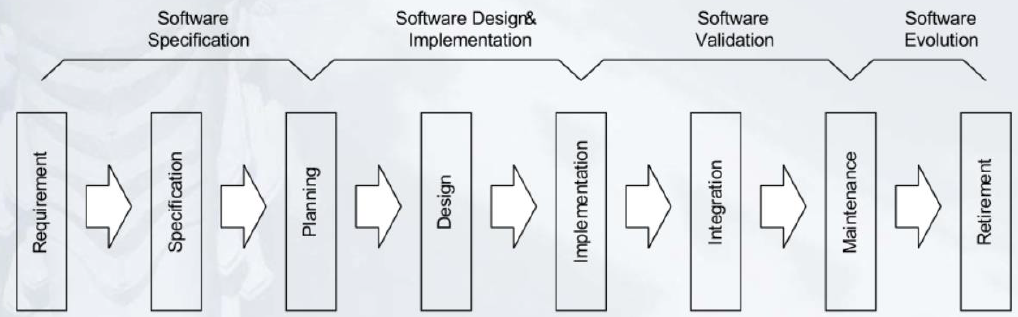 Software
Specification
Software Design&
Implementation
Software
Validation
Software
Evolution
Requirement
Specification
Planning
Design
Implementation
Integration
Maintenance
Retirement